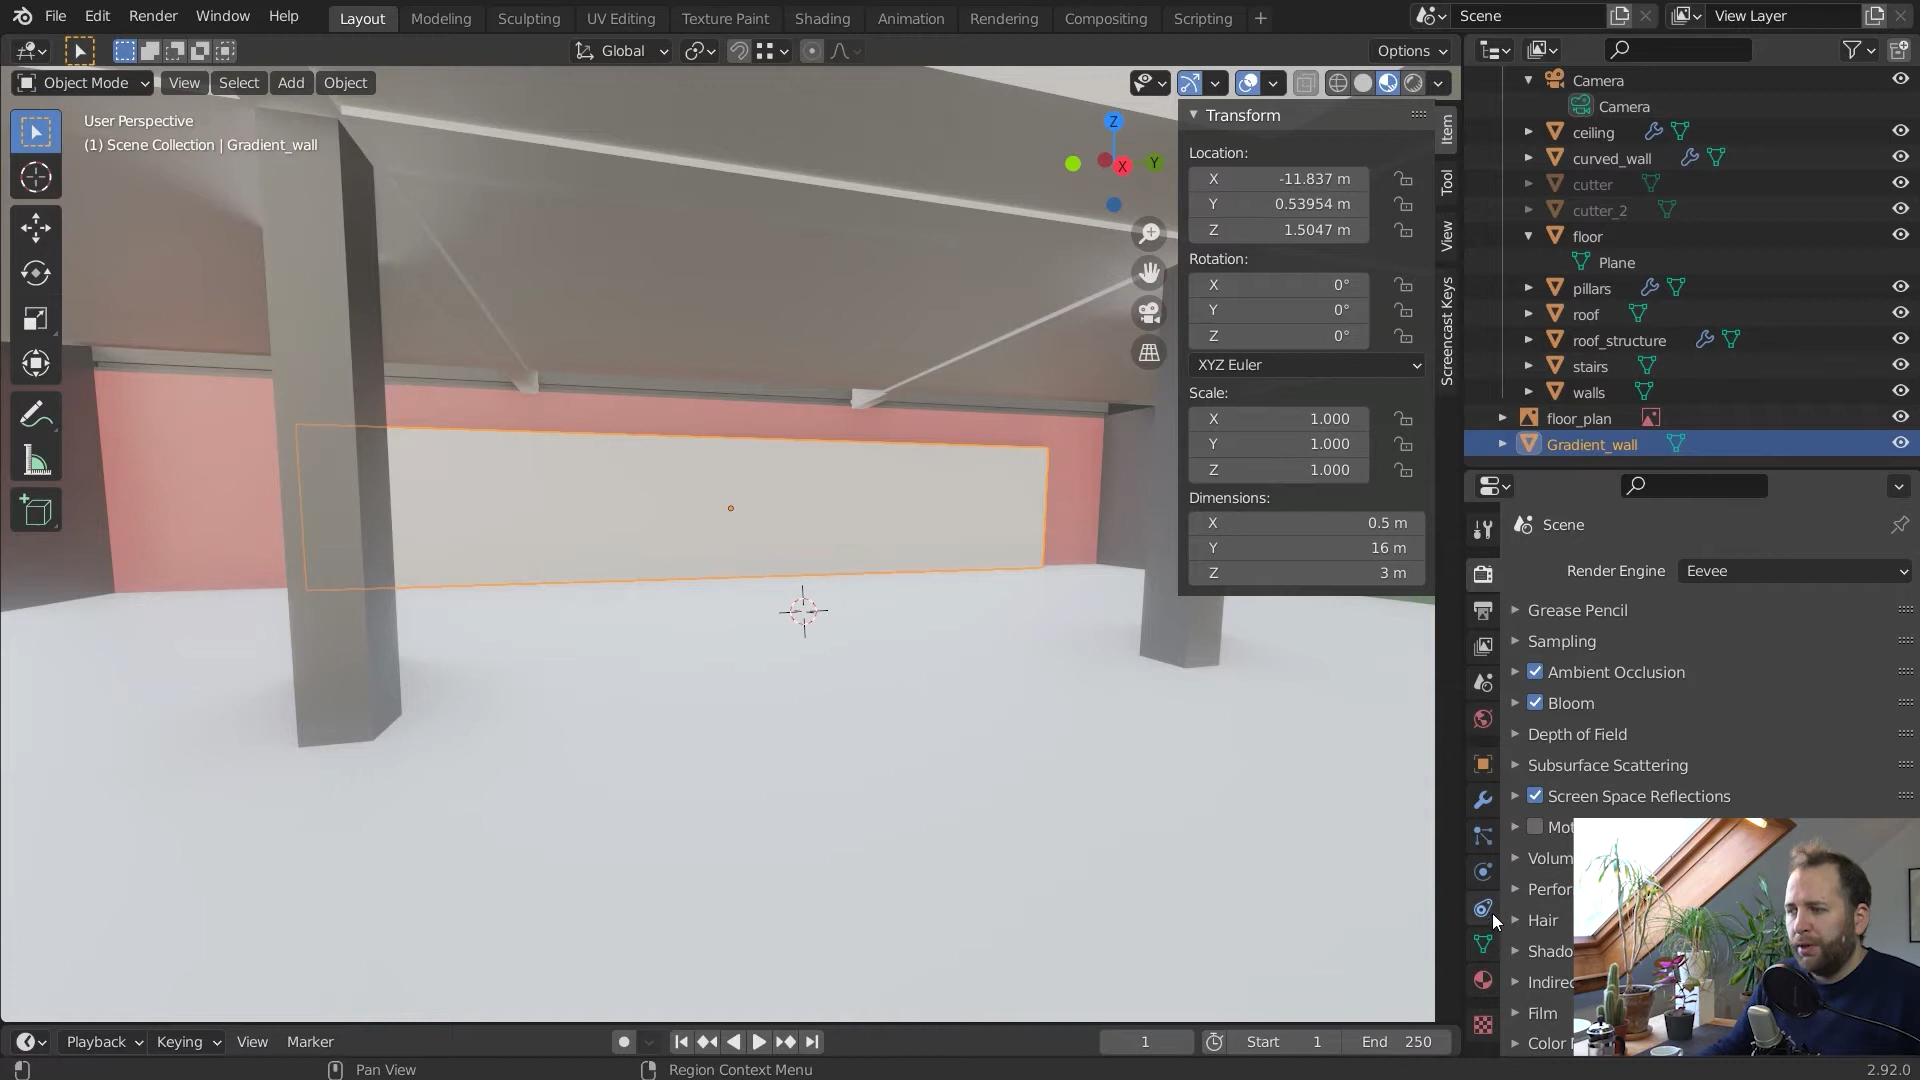 File Edit Render Window Help Layout Modeling Sculpting UV Editing Texture Paint Shading Animation Rendering Compositing Scripting + Scene View Layer
Global Options
Object Mode View Select Add Object
User Perspective
(1) Scene Collection | Gradient_wall
Z
Y
X
Transform
Location:
X -11.837 m
Y 0.53954 m
Z 1.5047 m
Rotation:
X 0°
Y 0°
Z 0°
XYZ Euler
Scale:
X 1.000
Y 1.000
Z 1.000
Dimensions:
X 0.5 m
Y 16 m
Z 3 m
Item
Tool
View
Screencast Keys
Camera
Camera
ceiling
curved_wall
cutter
cutter_2
floor
Plane
pillars
roof
roof_structure
stairs
walls
floor_plan
Gradient_wall
Scene
Render Engine Eevee
Grease Pencil
Sampling
Ambient Occlusion
Bloom
Depth of Field
Subsurface Scattering
Screen Space Reflections
Mot
Volum
Perfor
Hair
Shado
Indirec
Film
Color
Playback Keying View Marker 1 Start 1 End 250
Pan View Region Context Menu 2.92.0